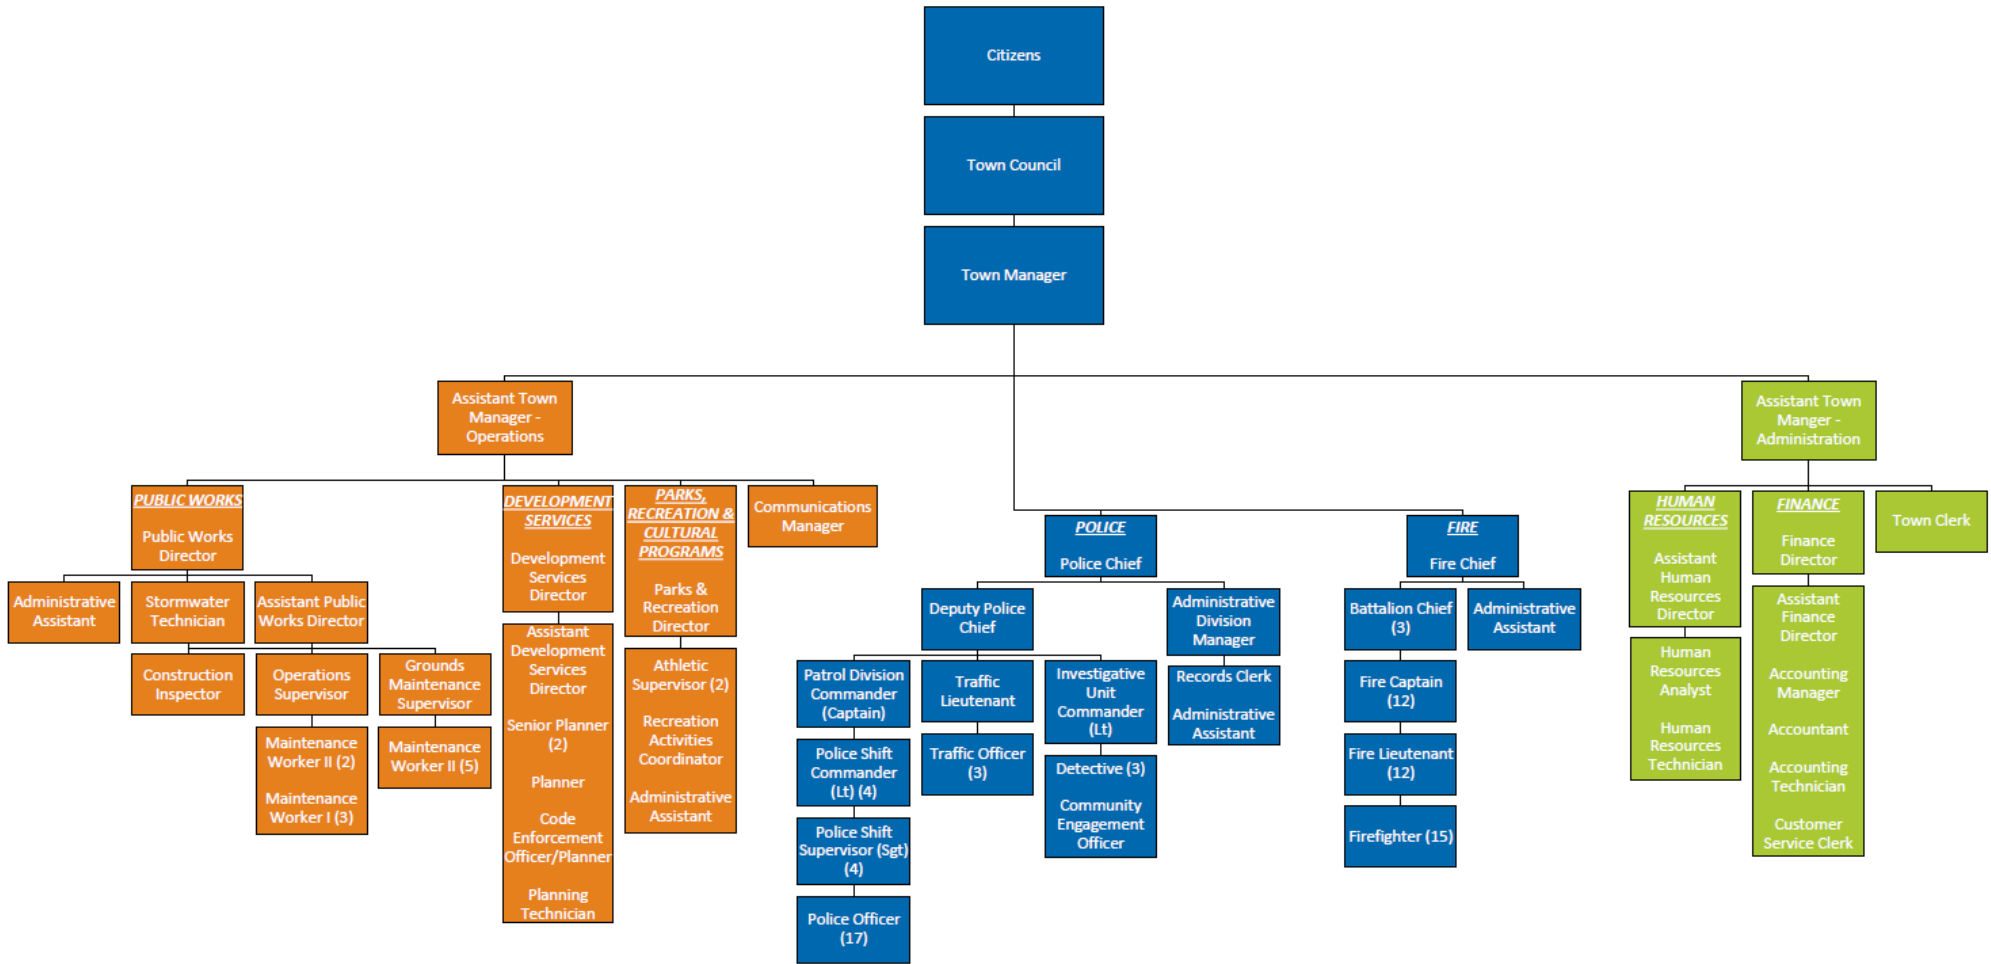 Citizens
Town Council
Town Manager
Assistant Town
Manager -
Operations
Assistant Town
Manger -
Administration
PUBLIC WORKS
Public Works
Director
Administrative
Assistant
Stormwater
Technician
Assistant Public
Works Director
Construction
Inspector
Operations
Supervisor
Grounds
Maintenance
Supervisor
Maintenance
Worker II (2)
Maintenance
Worker I (3)
Maintenance
Worker II (5)
DEVELOPMENT
SERVICES
Development
Services
Director
Assistant
Development
Services
Director
Senior Planner
(2)
Planner
Code
Enforcement
Officer/Planner
Planning
Technician
PARKS,
RECREATION &
CULTURAL
PROGRAMS
Parks &
Recreation
Director
Athletic
Supervisor (2)
Recreation
Activities
Coordinator
Administrative
Assistant
Communications
Manager
POLICE
Police Chief
Deputy Police
Chief
Administrative
Division
Manager
Patrol Division
Commander
(Captain)
Traffic
Lieutenant
Investigative
Unit
Commander
(Lt)
Records Clerk
Administrative
Assistant
Police Shift
Commander
(Lt) (4)
Traffic Officer
(3)
Detective (3)
Community
Engagement
Officer
Police Shift
Supervisor (Sgt)
(4)
Police Officer
(17)
FIRE
Fire Chief
Battalion Chief
(3)
Administrative
Assistant
Fire Captain
(12)
Fire Lieutenant
(12)
Firefighter (15)
HUMAN
RESOURCES
Assistant
Human
Resources
Director
Human
Resources
Analyst
Human
Resources
Technician
FINANCE
Finance
Director
Assistant
Finance
Director
Accounting
Manager
Accountant
Accounting
Technician
Customer
Service Clerk
Town Clerk